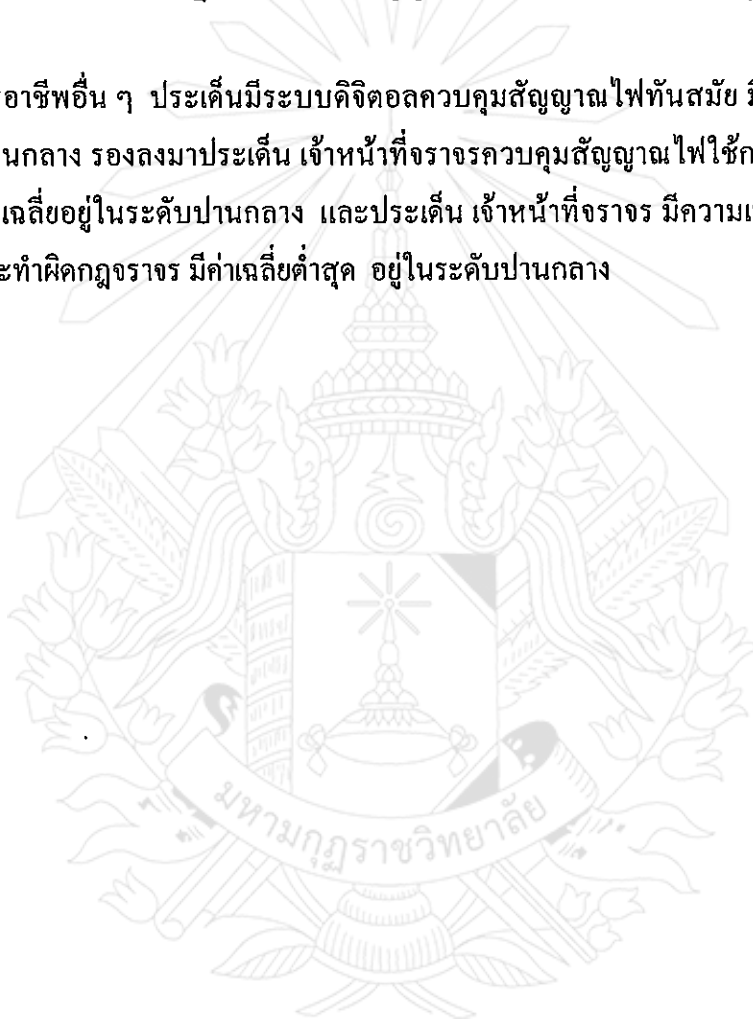 อาชีพอื่น ๆ ประเด็นมีระบบดิจิตอลควบคุมสัญญาณไฟทันสมัย
นกลาง รองลงมาประเด็น เจ้าหน้าที่จราจรควบคุมสัญญาณไฟใช้
เฉลี่ยอยู่ในระดับปานกลาง และประเด็น เจ้าหน้าที่จราจร มีความ
ะทำผิดกฎจราจร มีค่าเฉลี่ยต่ำสุด อยู่ในระดับปานกลาง
มหามกุฏราชวิทยาลัย